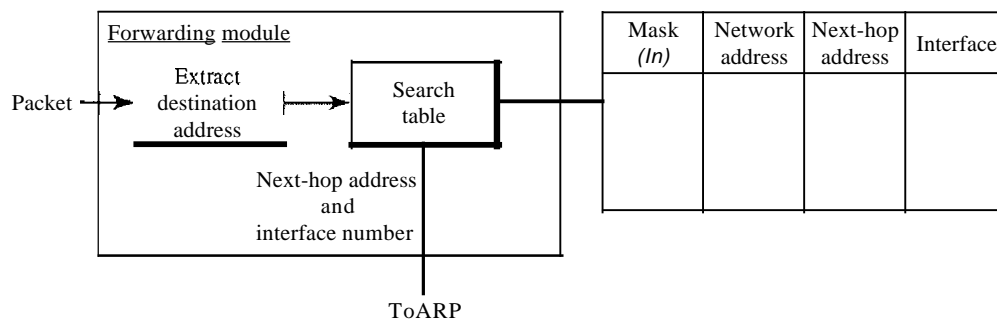 Forwarding module
Packet
Extract
destination
address
Search
table
Next-hop address
and
interface number
ToARP
Mask
(In)
Network
address
Next-hop
address
Interface